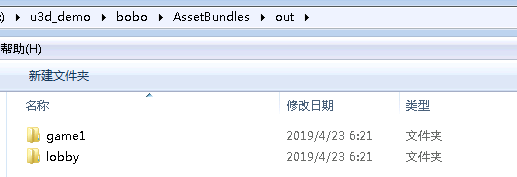 u3d_demo ▸ bobo ▸ AssetBundles ▸ out ▸
帮助(H)
新建文件夹
名称 修改日期 类型
game1 2019/4/23 6:21 文件夹
lobby 2019/4/23 6:21 文件夹